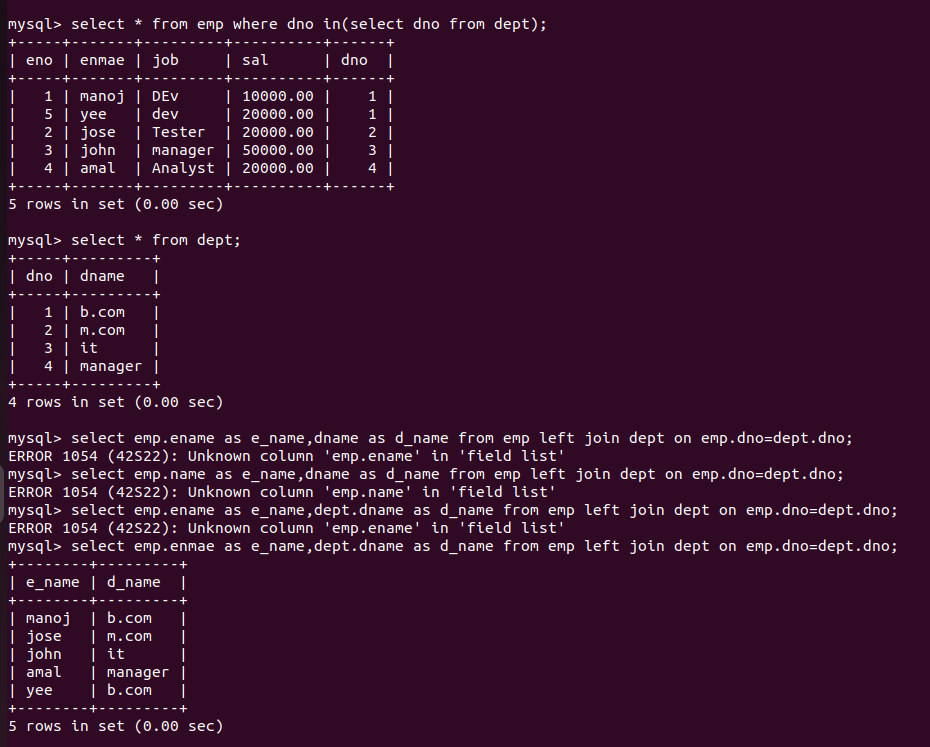 mysql> select * from emp where dno in(select dno from dept);
+-----+-------+---------+----------+------+
| eno | enmae | job     | sal      | dno  |
+-----+-------+---------+----------+------+
|   1 | manoj | DEv     | 10000.00 |    1 |
|   5 | yee   | dev     | 20000.00 |    1 |
|   2 | jose  | Tester  | 20000.00 |    2 |
|   3 | john  | manager | 50000.00 |    3 |
|   4 | amal  | Analyst | 20000.00 |    4 |
+-----+-------+---------+----------+------+
5 rows in set (0.00 sec)
mysql> select * from dept;
+-----+---------+
| dno | dname   |
+-----+---------+
|   1 | b.com   |
|   2 | m.com   |
|   3 | it      |
|   4 | manager |
+-----+---------+
4 rows in set (0.00 sec)
mysql> select emp.ename as e_name,dname as d_name from emp left join dept on emp.dno=dept.dno;
ERROR 1054 (42S22): Unknown column 'emp.ename' in 'field list'
mysql> select emp.name as e_name,dname as d_name from emp left join dept on emp.dno=dept.dno;
ERROR 1054 (42S22): Unknown column 'emp.name' in 'field list'
mysql> select emp.ename as e_name,dept.dname as d_name from emp left join dept on emp.dno=dept.dno;
ERROR 1054 (42S22): Unknown column 'emp.ename' in 'field list'
mysql> select emp.enmae as e_name,dept.dname as d_name from emp left join dept on emp.dno=dept.dno;
+--------+---------+
| e_name | d_name  |
+--------+---------+
| manoj  | b.com   |
| jose   | m.com   |
| john   | it      |
| amal   | manager |
| yee    | b.com   |
+--------+---------+
5 rows in set (0.00 sec)